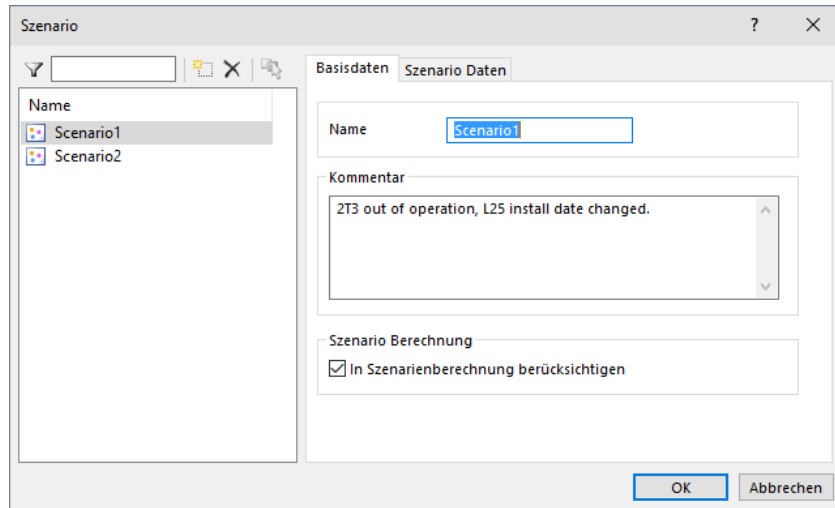 Szenario
Basisdaten
Szenario Daten
Name
Scenario1
Scenario2
Name
Scenario1
Kommentar
2T3 out of operation, L25 install date changed.
Szenario Berechnung
In Szenarienberechnung berücksichtigen
OK
Abbrechen